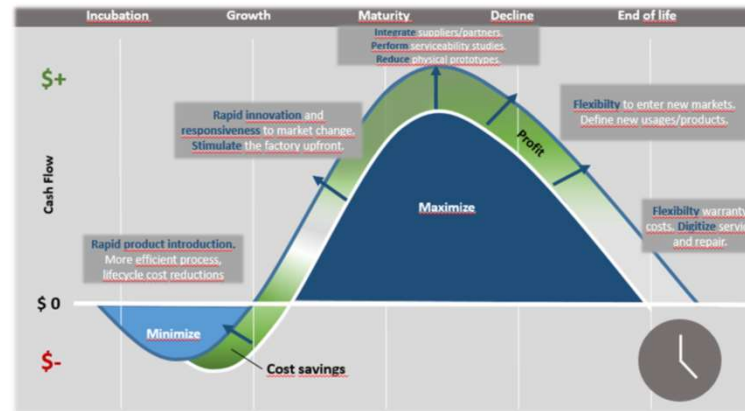 Incubation
Growth
Maturity
Decline
End of life
Integrate suppliers/partners.
Perform serviceability studies.
Reduce physical prototypes.
$+
Rapid innovation and
responsiveness to market change.
Stimulate the factory upfront.
Flexibilty to enter new markets.
Define new usages/products.
Profit
Cash Flow
Maximize
Flexibilty warranty
costs. Digitize servic
and repair.
Rapid product introduction.
More efficient process,
lifecycle cost reductions
$ 0
Minimize
$-
Cost savings